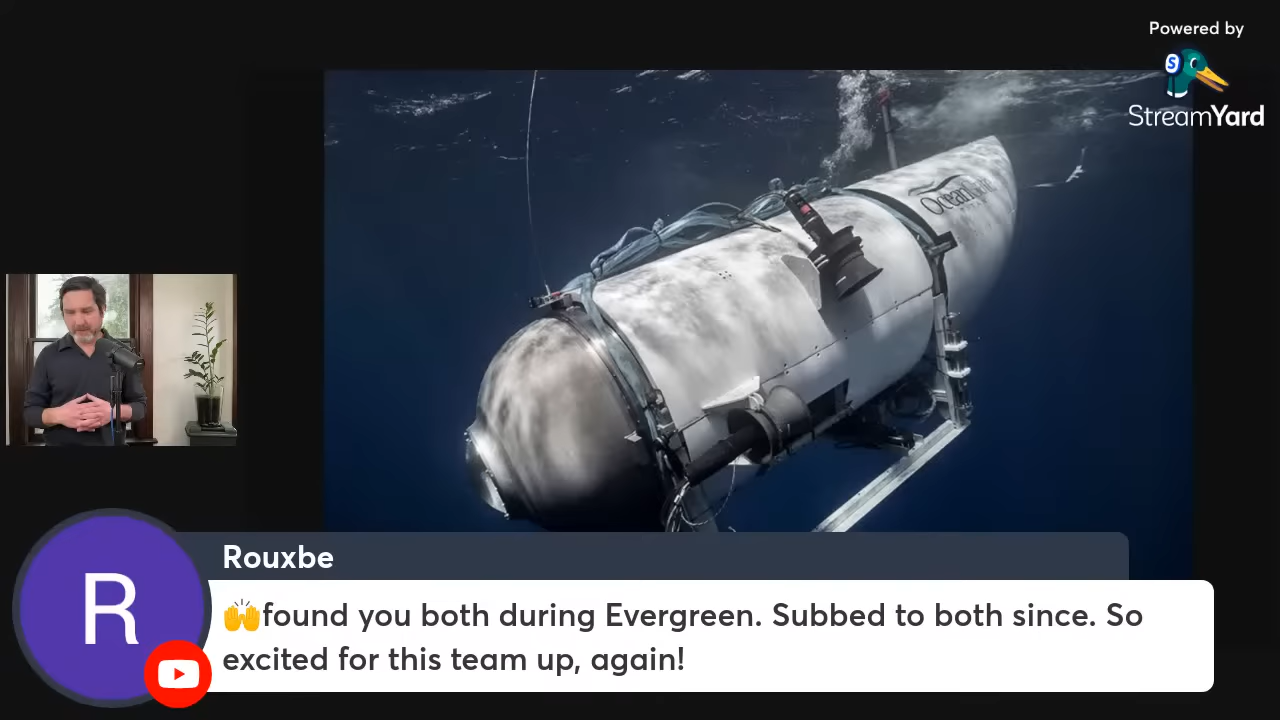 Powered by
StreamYard
OceanGate
R
Rouxbe
🙌found you both during Evergreen. Subbed to both since. So
excited for this team up, again!